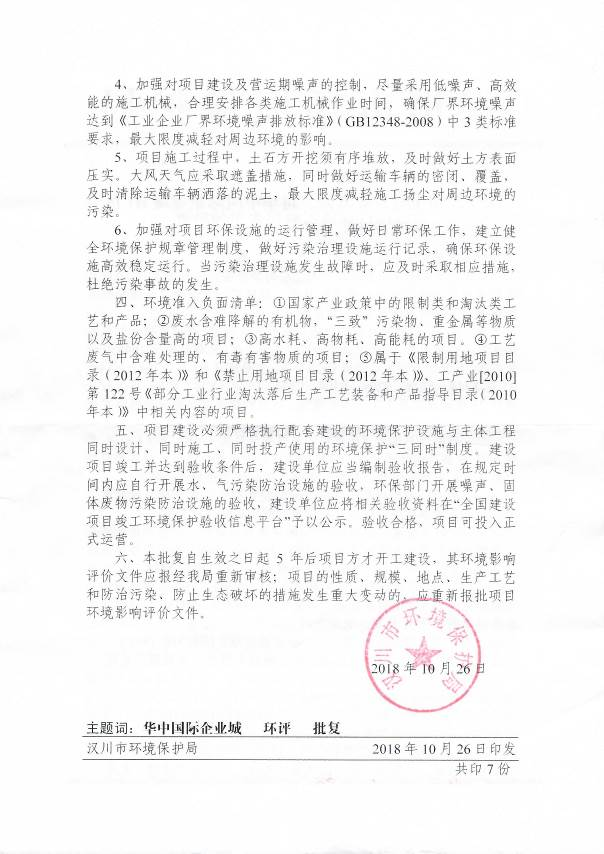 4、加强对项目建设及营运期噪声的控制，尽量采用低噪声、高效
能的施工机械，合理安排各类施工机械作业时间，确保厂界环境噪声
达到《工业企业厂界环境噪声排放标准》（GB12348-2008）中 3 类标准
要求，最大限度减轻对周边环境的影响。
5、项目施工过程中，土石方开挖须有序堆放，及时做好土方表面
压实。大风天气应采取遮盖措施，同时做好运输车辆的密闭、覆盖，
及时清除运输车辆洒落的泥土，最大限度减轻施工扬尘对周边环境的
污染。
6、加强对项目环保设施的运行管理、做好日常环保工作，建立健
全环境保护规章管理制度，做好污染治理设施运行记录，确保环保设
施高效稳定运行。当污染治理设施发生故障时，应及时采取相应措施，
杜绝污染事故的发生。
四、环境准入负面清单：①国家产业政策中的限制类和淘汰类工
艺和产品；②废水含难降解的有机物，“三致”污染物、重金属等物质
以及盐份含量高的项目；③高水耗、高物耗、高能耗的项目。④工艺
废气中含难处理的、有毒有害物质的项目；⑤属于《限制用地项目目
录（2012 年本）》和《禁止用地项目目录（2012 年本）》、工产业[2010]
第 122 号《部分工业行业淘汰落后生产工艺装备和产品指导目录（2010
年本）》中相关内容的项目。
五、项目建设必须严格执行配套建设的环境保护设施与主体工程
同时设计、同时施工、同时投产使用的环境保护“三同时”制度。建设
项目竣工并达到验收条件后，建设单位应当编制验收报告，在规定时
间内应自行开展水、气污染防治设施的验收，环保部门开展噪声、固
体废物污染防治设施的验收，建设单位应将相关验收资料在“全国建设
项目竣工环境保护验收信息平台”予以公示。验收合格，项目可投入正
式运营。
六、本批复自生效之日起 5 年后项目方才开工建设，其环境影响
评价文件应报经我局重新审核；项目的性质、规模、地点、生产工艺
和防治污染、防止生态破坏的措施发生重大变动的，应重新报批项目
环境影响评价文件。
汉川市环境保护局
2018 年 10 月 26 日
主题词：华中国际企业城 环评 批复
汉川市环境保护局 2018 年 10 月 26 日印发
共印 7 份